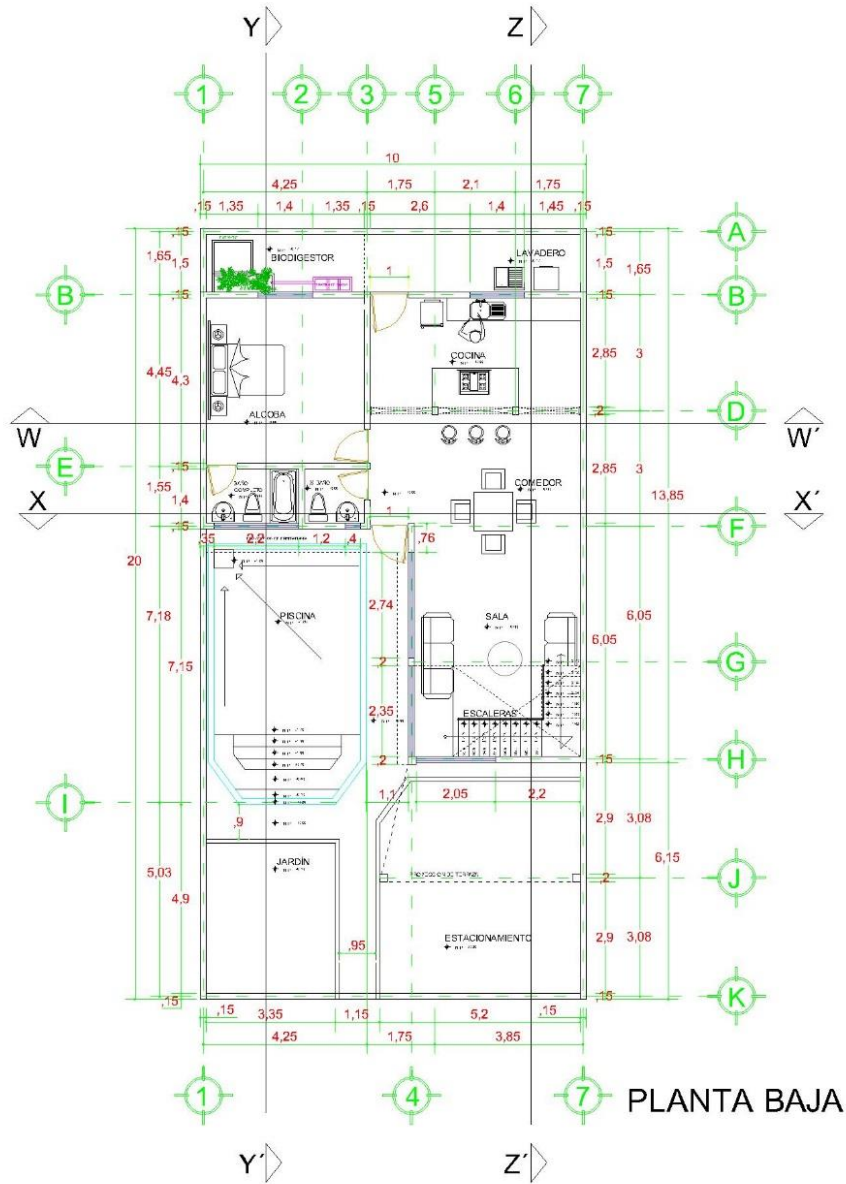 Y Z
1 2 3 5 6 7
10
4,25 1,75 2,1 1,75
,15 1,35 1,4 1,35 ,15 2,6 1,4 1,45 ,15
,15 ,15 A
1,65 1,5 BIODIGESTOR LAVADERO 1,5 1,65
1
B ,15 ,15 B
COCINA 2,85 3
4,45 4,3
ALCOBA ,2 D
W W´
E ,15 2,85 3
1,55 1,4 BAÑO COMPLETO COMEDOR
13,85
X 1 X´
,15 F
,35 2,2 1,2 ,4 ,76
20
2,74
7,18 PISCINA SALA 6,05 6,05
7,15 ,2 G
2,35 ESCALERAS
,2 ,15 H
I 1,1 2,05 2,2
,9 2,9 3,08
6,15
5,03 JARDÍN
4,9 ,2 J
,95 ESTACIONAMIENTO 2,9 3,08
,15 ,15 K
,15 3,35 1,15 5,2 ,15
4,25 1,75 3,85
1 4 7 PLANTA BAJA
Y´ Z´